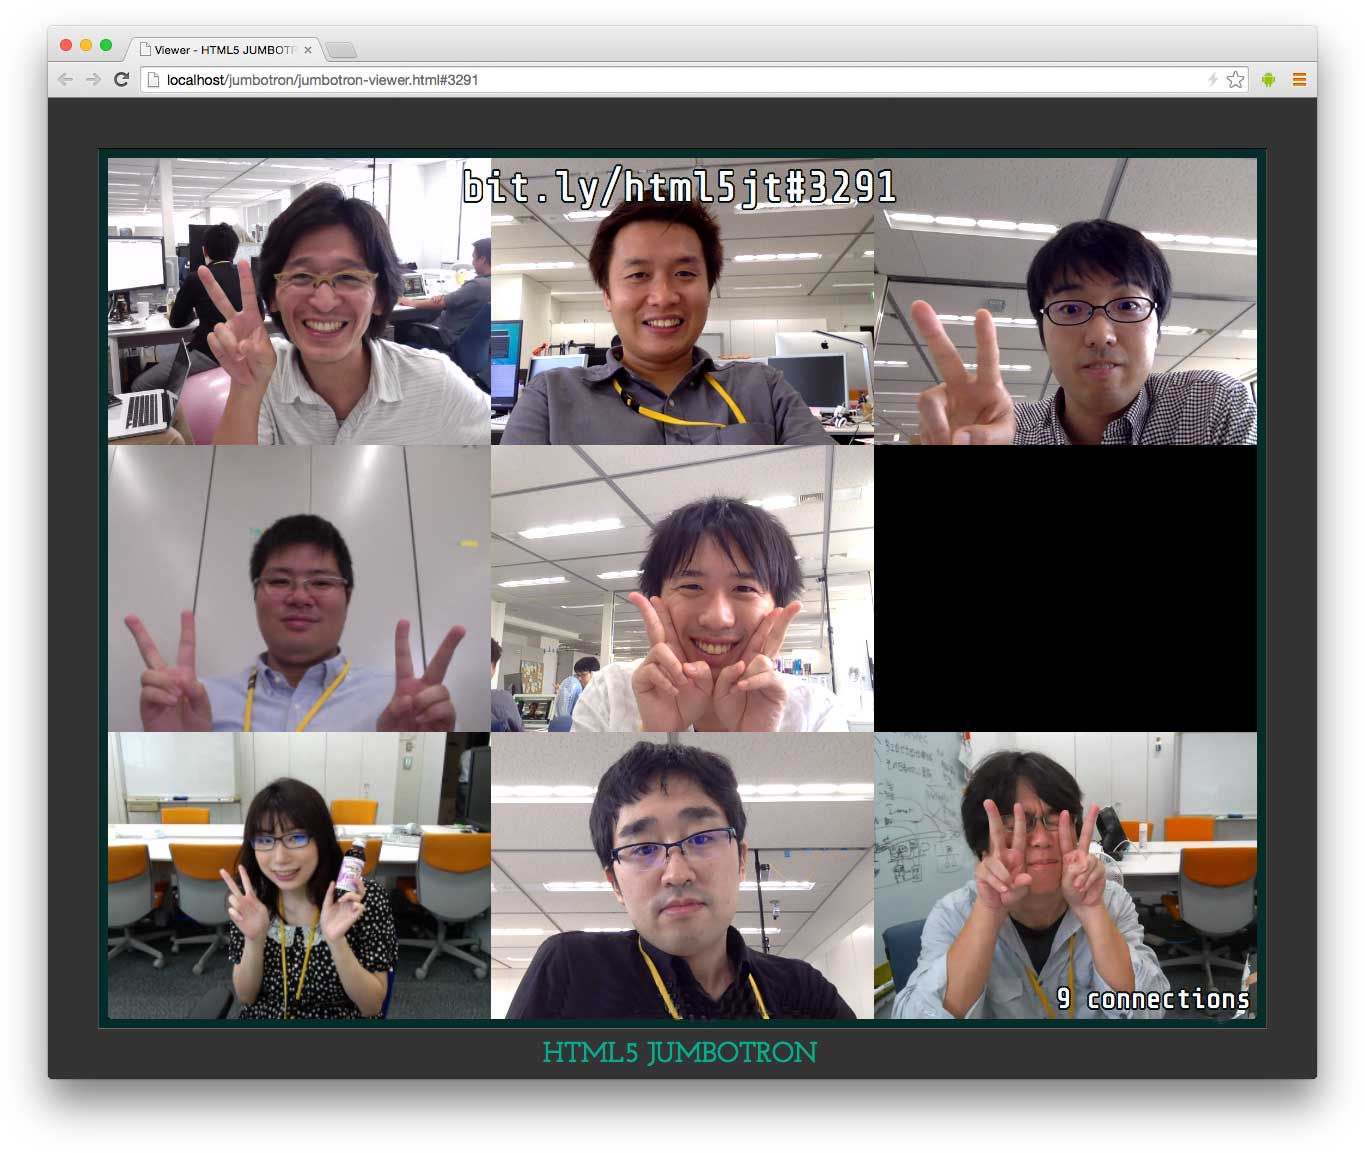 Viewer - HTML5 JUMBOTR
localhost/jumbotron/jumbotron-viewer.html#3291
bit.ly/html5jt#3291
9 connections
HTML5 JUMBOTRON